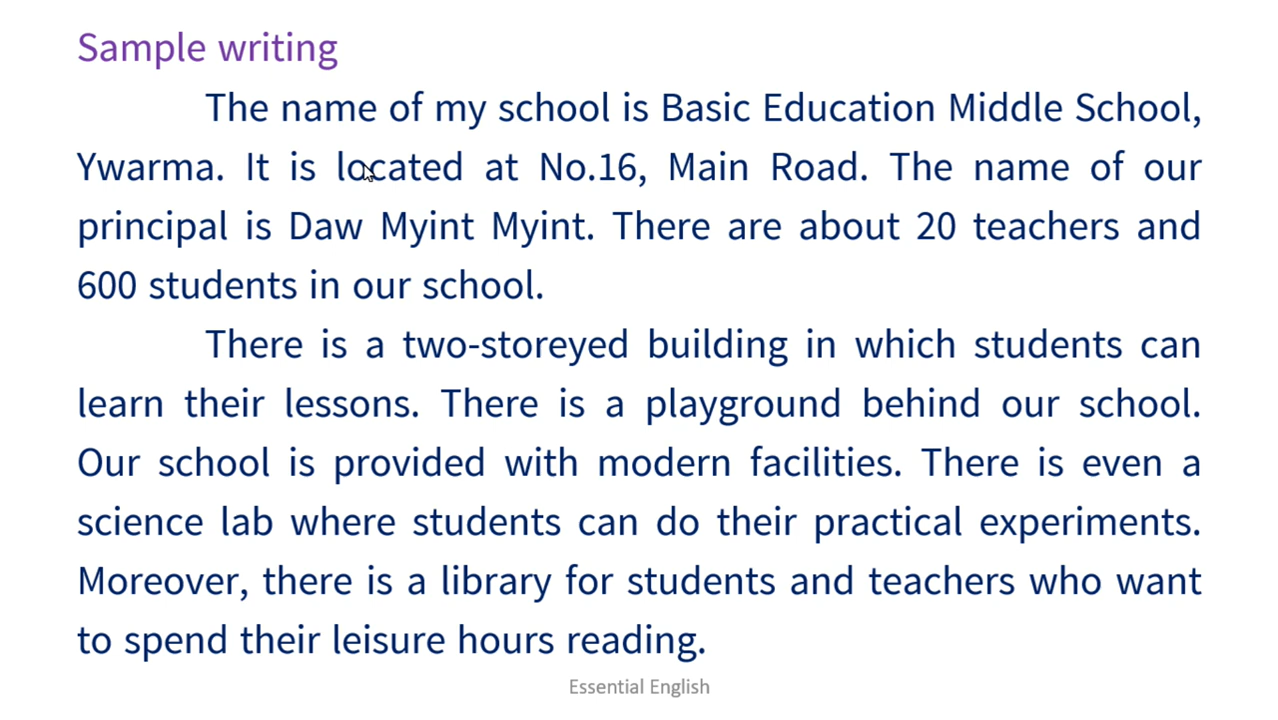 Sample writing
The name of my school is Basic Education Middle School,
Ywarma. It is located at No.16, Main Road. The name of our
principal is Daw Myint Myint. There are about 20 teachers and
600 students in our school.
There is a two-storeyed building in which students can
learn their lessons. There is a playground behind our school.
Our school is provided with modern facilities. There is even a
science lab where students can do their practical experiments.
Moreover, there is a library for students and teachers who want
to spend their leisure hours reading.
Essential English